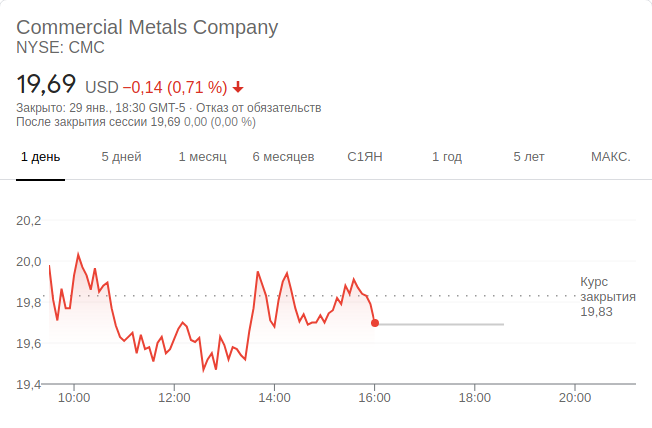 Commercial Metals Company
NYSE: CMC
19,69 USD −0,14 (0,71 %)
Закрыто: 29 янв., 18:30 GMT-5 · Отказ от обязательств
После закрытия сессии 19,69 0,00 (0,00 %)
1 день 5 дней 1 месяц 6 месяцев С1ЯН 1 год 5 лет МАКС.
20,2
20,0
Курс
19,8 закрытия
19,83
19,6
19,4
10:00 12:00 14:00 16:00 18:00 20:00